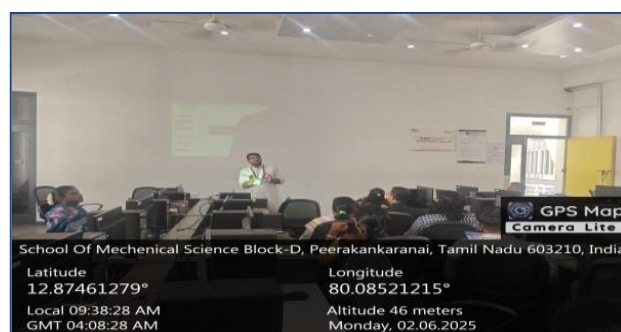 GPS Map
Camera Lite
School Of Mechenical Science Block-D, Peerakankaranai, Tamil Nadu 603210, India
Latitude
12.87461279°
Longitude
80.08521215°
Local 09:38:28 AM
GMT 04:08:28 AM
Altitude 46 meters
Monday, 02.06.2025